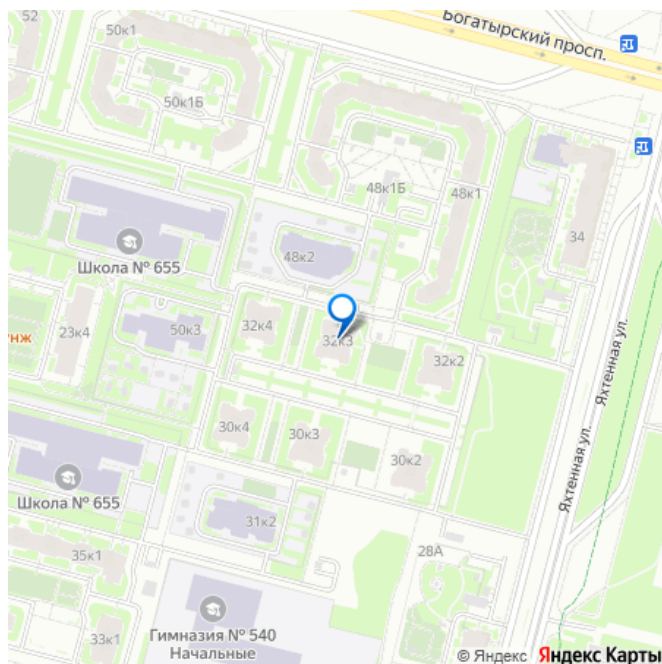 52
50к1
Богатырский просп.
50к1Б
48к1Б
48к1
34
Школа № 655
48к2
Яхтенная ул.
унж
23к4
50к3
32к4
32к3
32к2
30к4
30к3
30к2
Яхтенная ул.
Школа № 655
31к2
35к1
28А
33к1
Гимназия № 540
Начальные
© Яндекс Яндекс Карты